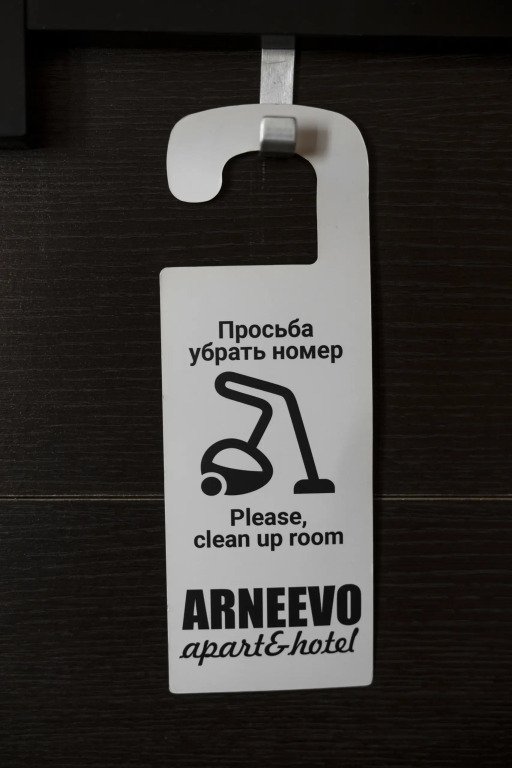 Просьба
убрать номер
Please,
clean up room
ARNEEVO
apart&hotel